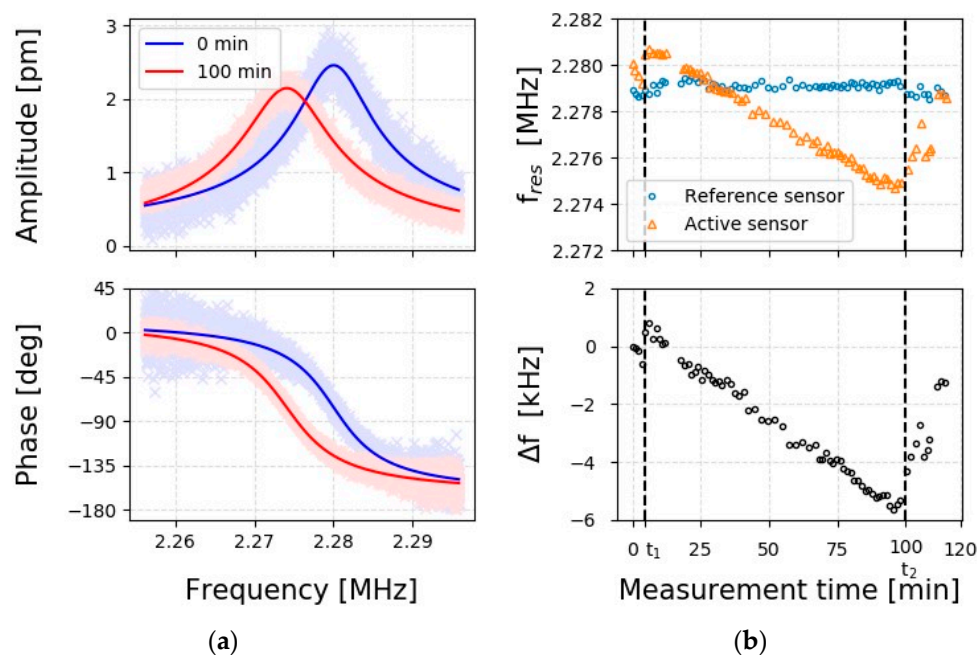 Amplitude [pm]
3
2
1
0
0 min
100 min
Phase [deg]
45
0
−45
−90
−135
−180
2.26 2.27 2.28 2.29
Frequency [MHz]
(a)
f_res [MHz]
2.282
2.280
2.278
2.276
2.274
2.272
Reference sensor
Active sensor
Δf [kHz]
2
0
−2
−4
−6
0 t₁ 25 50 75 100 120
t₂
Measurement time [min]
(b)